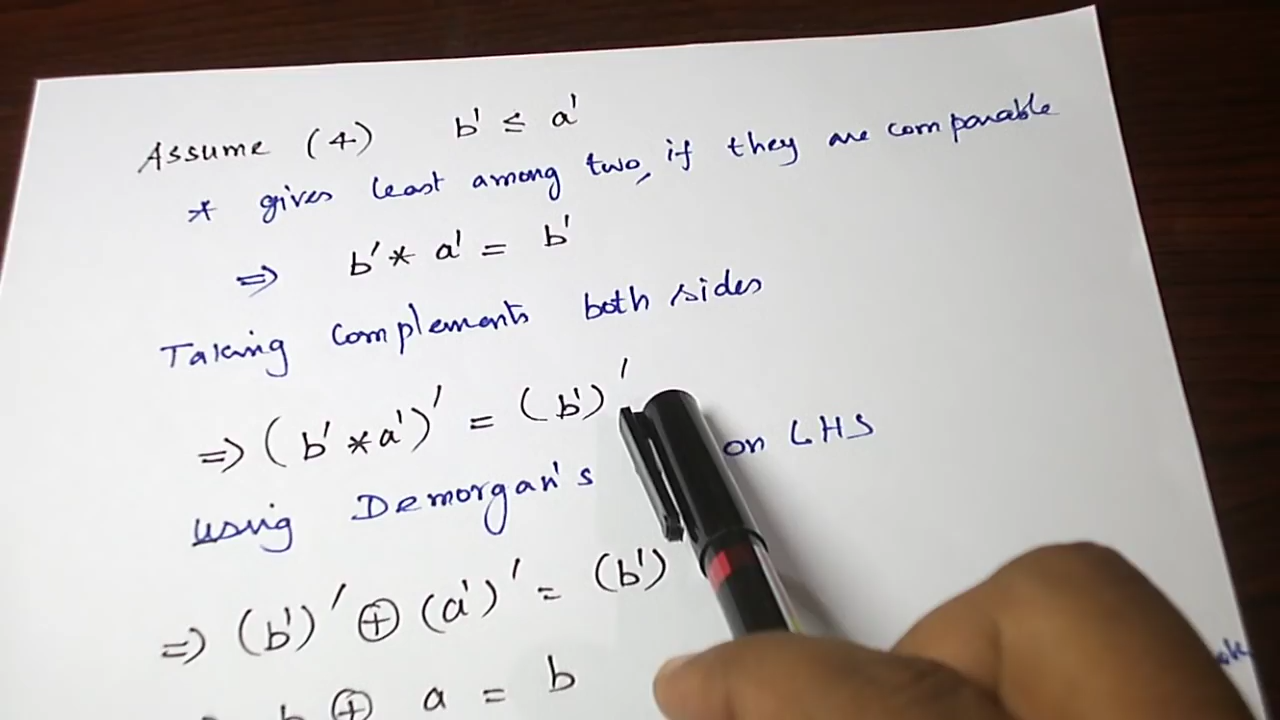 Assume (4) b' ≤ a'
* gives least among two, if they are comparable
=> b' * a' = b'
Taking complements both sides
=> (b' * a')' = (b')'
using Demorgan's on LHS
=> (b')' ⊕ (a')' = (b')
b ⊕ a = b